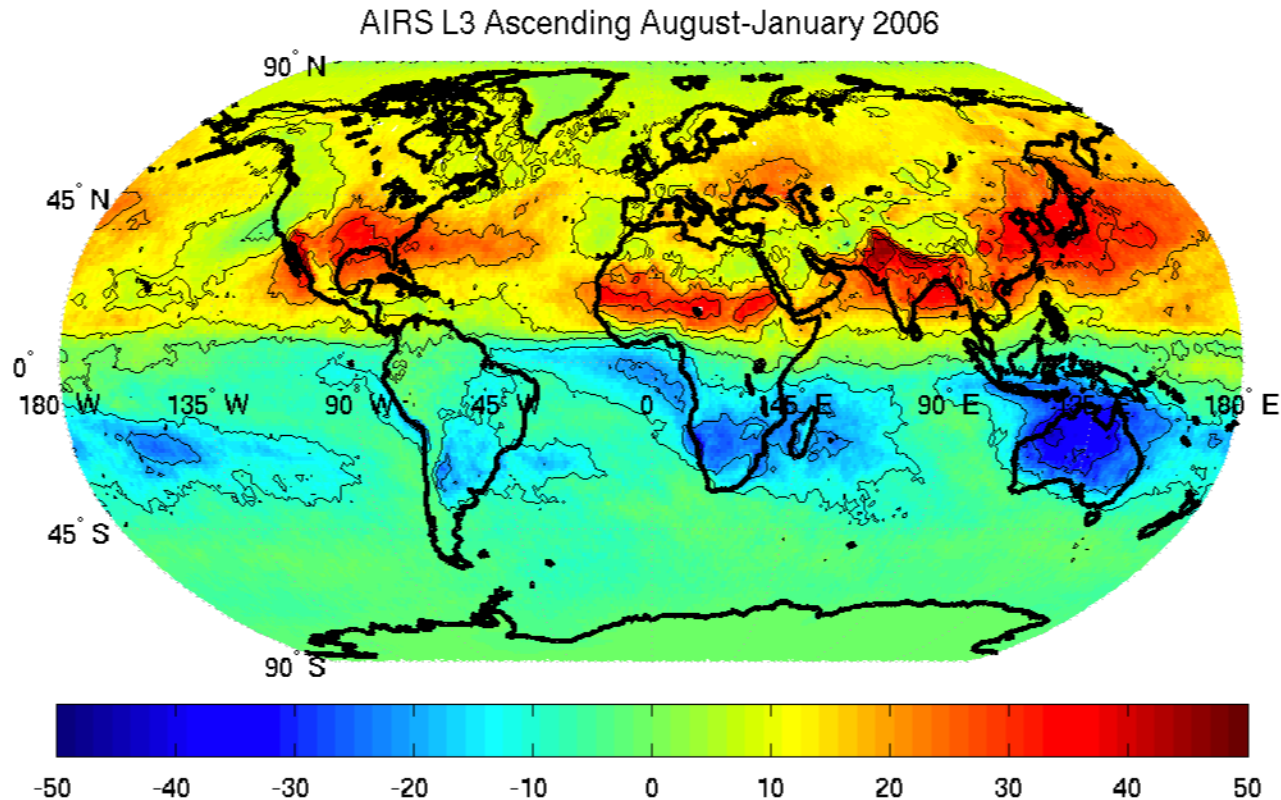 AIRS L3 Ascending August-January 2006
90° N
45° N
0°
180° W 135° W 90° W 45° W 0 45° E 90° E 135° E 180° E
45° S
90° S
-50 -40 -30 -20 -10 0 10 20 30 40 50